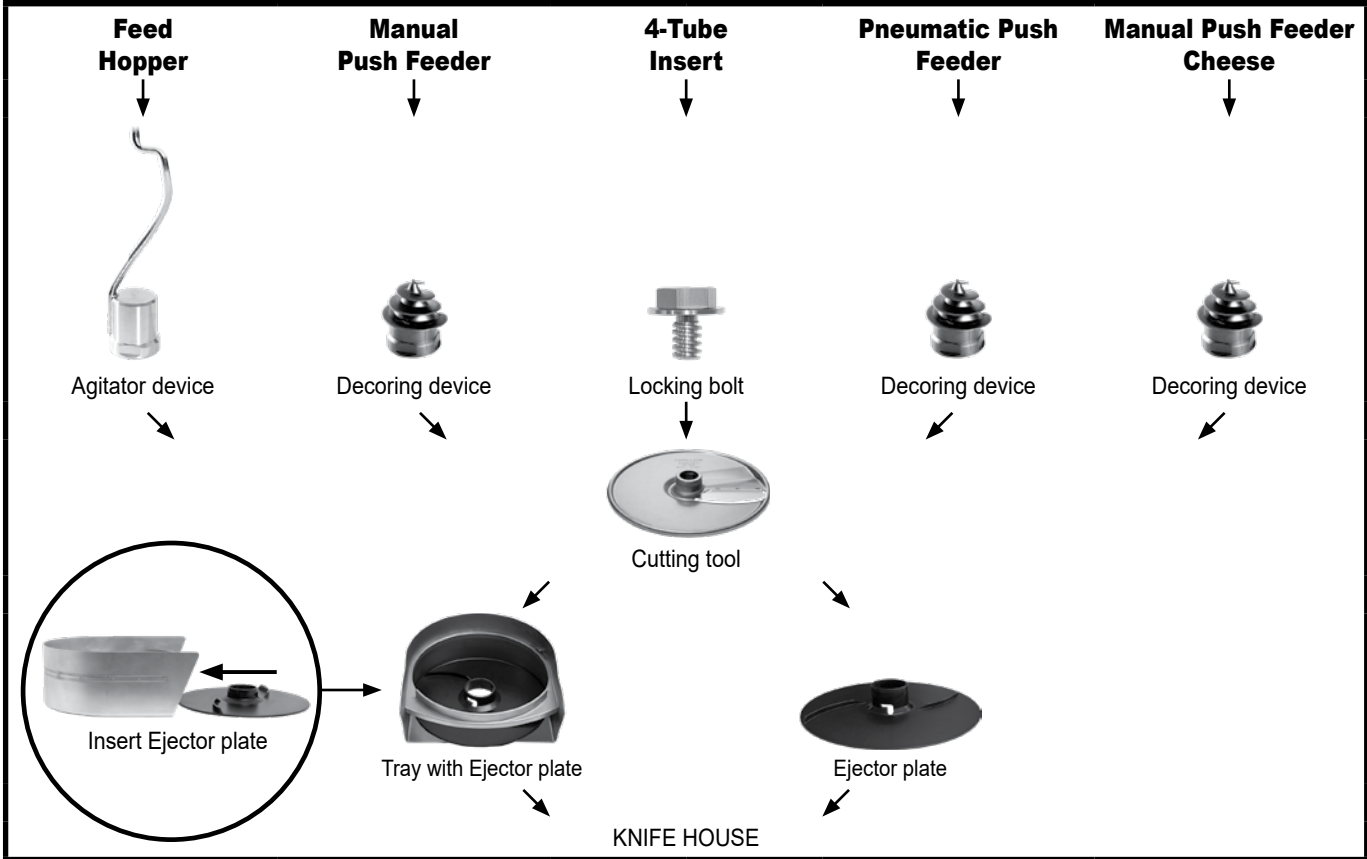 Feed
Hopper
Manual
Push Feeder
4-Tube
Insert
Pneumatic Push
Feeder
Manual Push Feeder
Cheese
Agitator device
Decoring device
Locking bolt
Decoring device
Decoring device
Cutting tool
Insert Ejector plate
Tray with Ejector plate
Ejector plate
KNIFE HOUSE